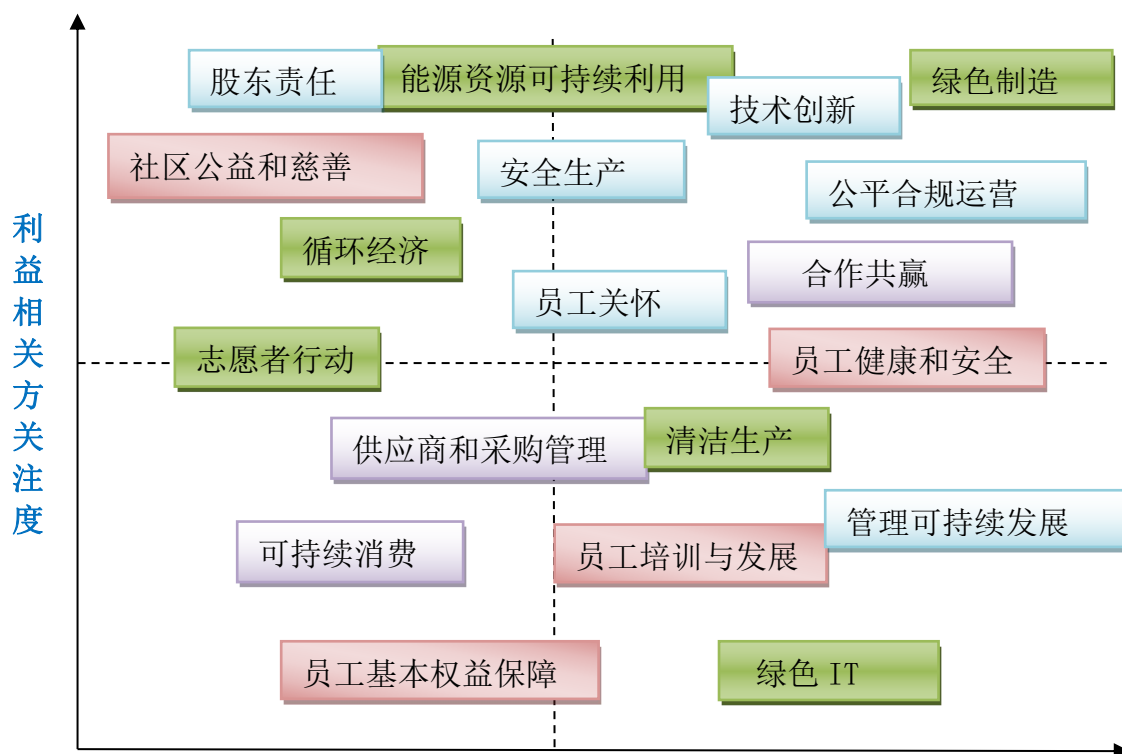 股东责任
能源资源可持续利用
技术创新
绿色制造
社区公益和慈善
安全生产
公平合规运营
循环经济
合作共赢
员工关怀
志愿者行动
员工健康和安全
利益相关方关注度
供应商和采购管理
清洁生产
管理可持续发展
可持续消费
员工培训与发展
员工基本权益保障
绿色 IT